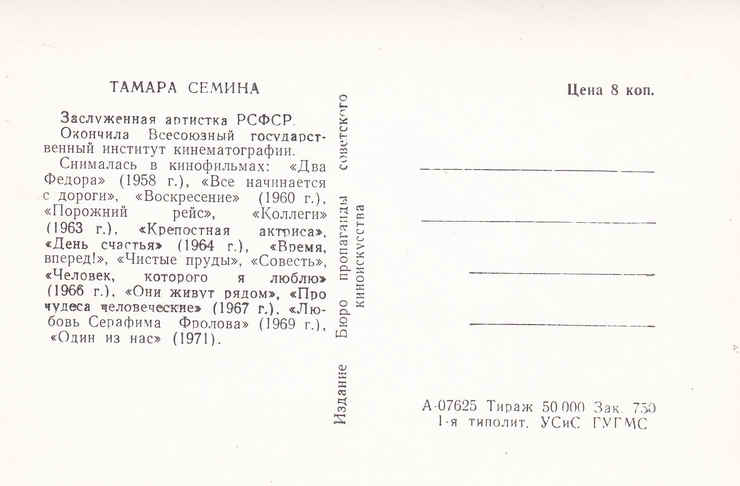 ТАМАРА СЕМИНА
Заслуженная артистка РСФСР.
Окончила Всесоюзный государст-
венный институт кинематографии.
Снималась в кинофильмах: «Два
Федора» (1958 г.), «Все начинается
с дороги», «Воскресение» (1960 г.),
«Порожний рейс», «Коллеги»
(1963 г.), «Крепостная актриса»,
«День счастья» (1964 г.), «Время,
вперед!», «Чистые пруды», «Совесть»,
«Человек, которого я люблю»
(1966 г.), «Они живут рядом», «Про
чудеса человеческие» (1967 г.), «Лю-
бовь Серафима Фролова» (1969 г.),
«Один из нас» (1971).
Издание Бюро пропаганды советского
киноискусства
Цена 8 коп.
А-07625 Тираж 50 000 Зак. 750
1-я типолит. УСиС ГУГМС